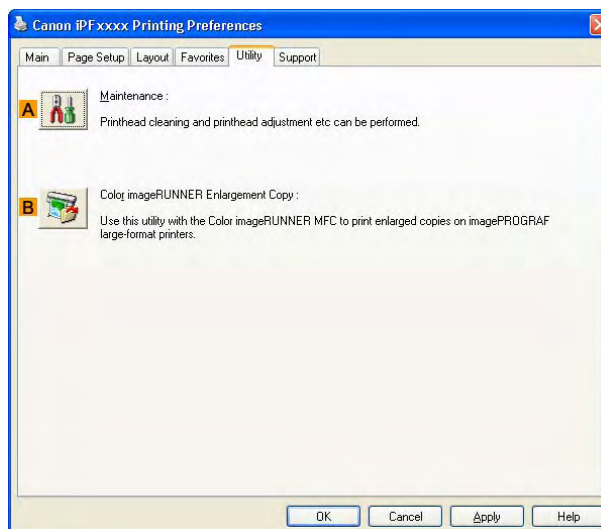 Canon iPFxxxx Printing Preferences
Main Page Setup Layout Favorites Utility Support
A
Maintenance :
Printhead cleaning and printhead adjustment etc can be performed.
B
Color imageRUNNER Enlargement Copy :
Use this utility with the Color imageRUNNER MFC to print enlarged copies on imagePROGRAF
large-format printers.
OK Cancel Apply Help